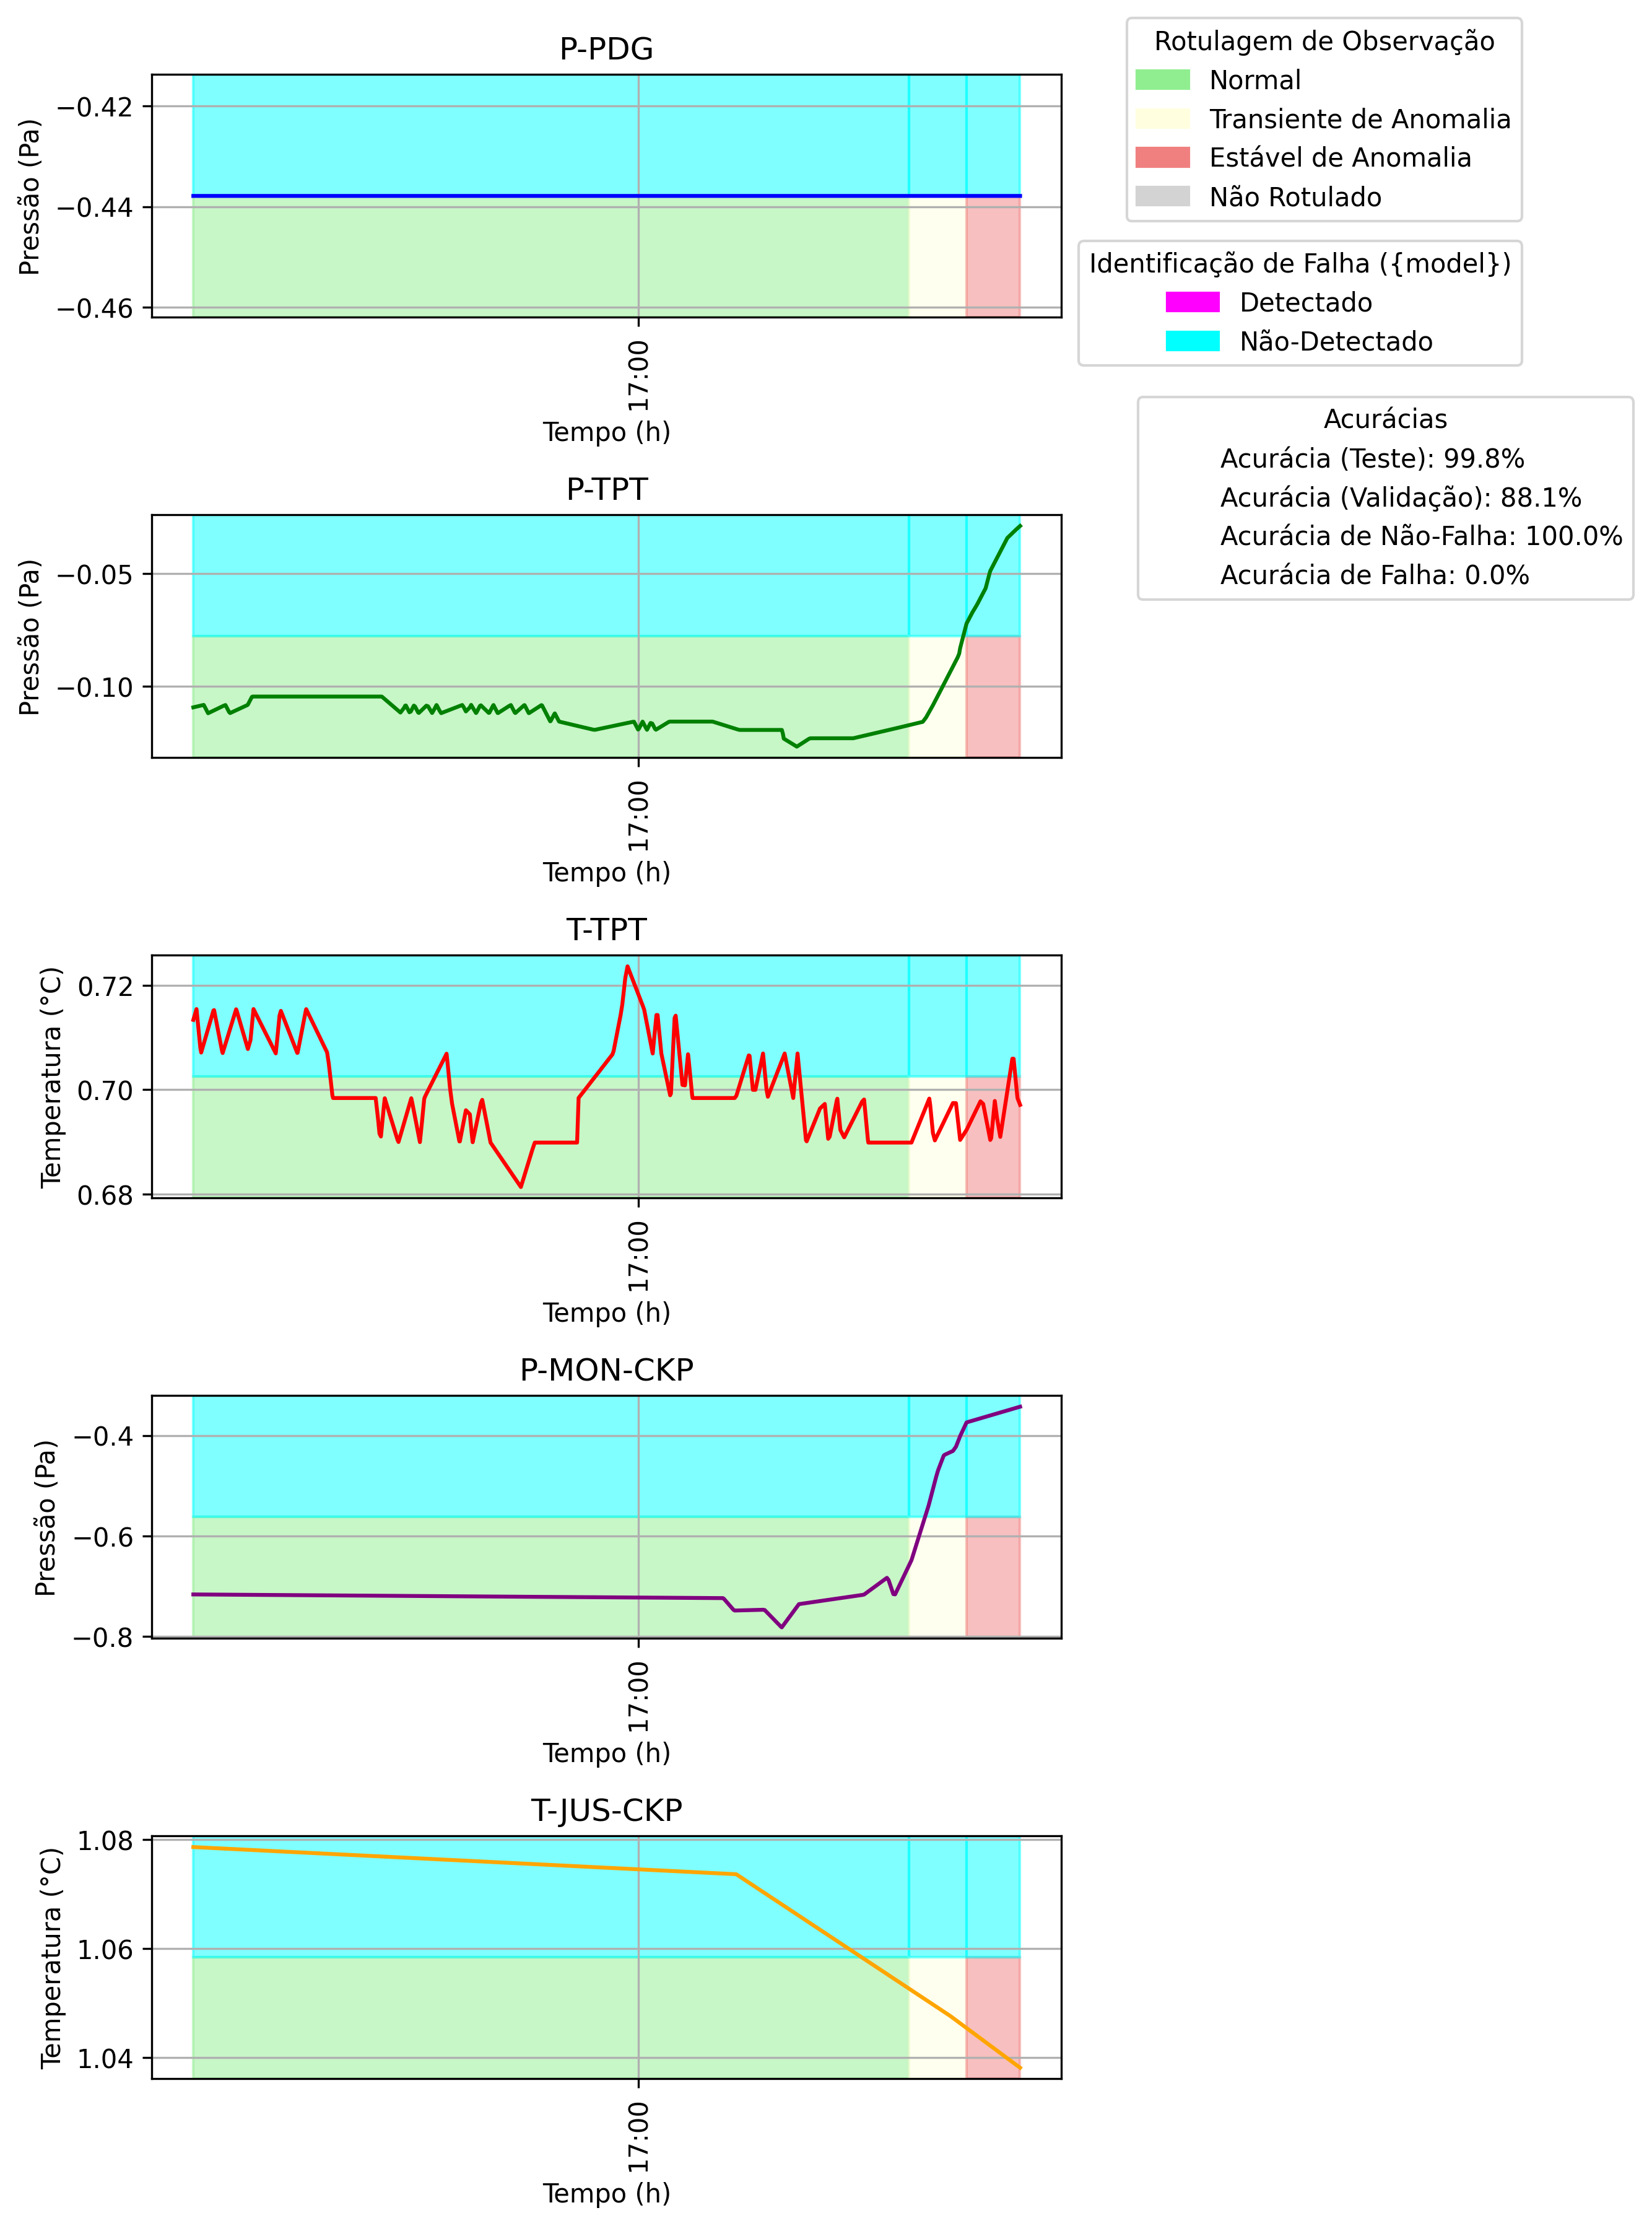 P-PDG
−0.42
−0.44
−0.46
Pressão (Pa)
17:00
Tempo (h)
Rotulagem de Observação
Normal
Transiente de Anomalia
Estável de Anomalia
Não Rotulado
Identificação de Falha ({model})
Detectado
Não-Detectado
Acurácias
Acurácia (Teste): 99.8%
Acurácia (Validação): 88.1%
Acurácia de Não-Falha: 100.0%
Acurácia de Falha: 0.0%
P-TPT
−0.05
−0.10
Pressão (Pa)
17:00
Tempo (h)
T-TPT
0.72
0.70
0.68
Temperatura (°C)
17:00
Tempo (h)
P-MON-CKP
−0.4
−0.6
−0.8
Pressão (Pa)
17:00
Tempo (h)
T-JUS-CKP
1.08
1.06
1.04
Temperatura (°C)
17:00
Tempo (h)